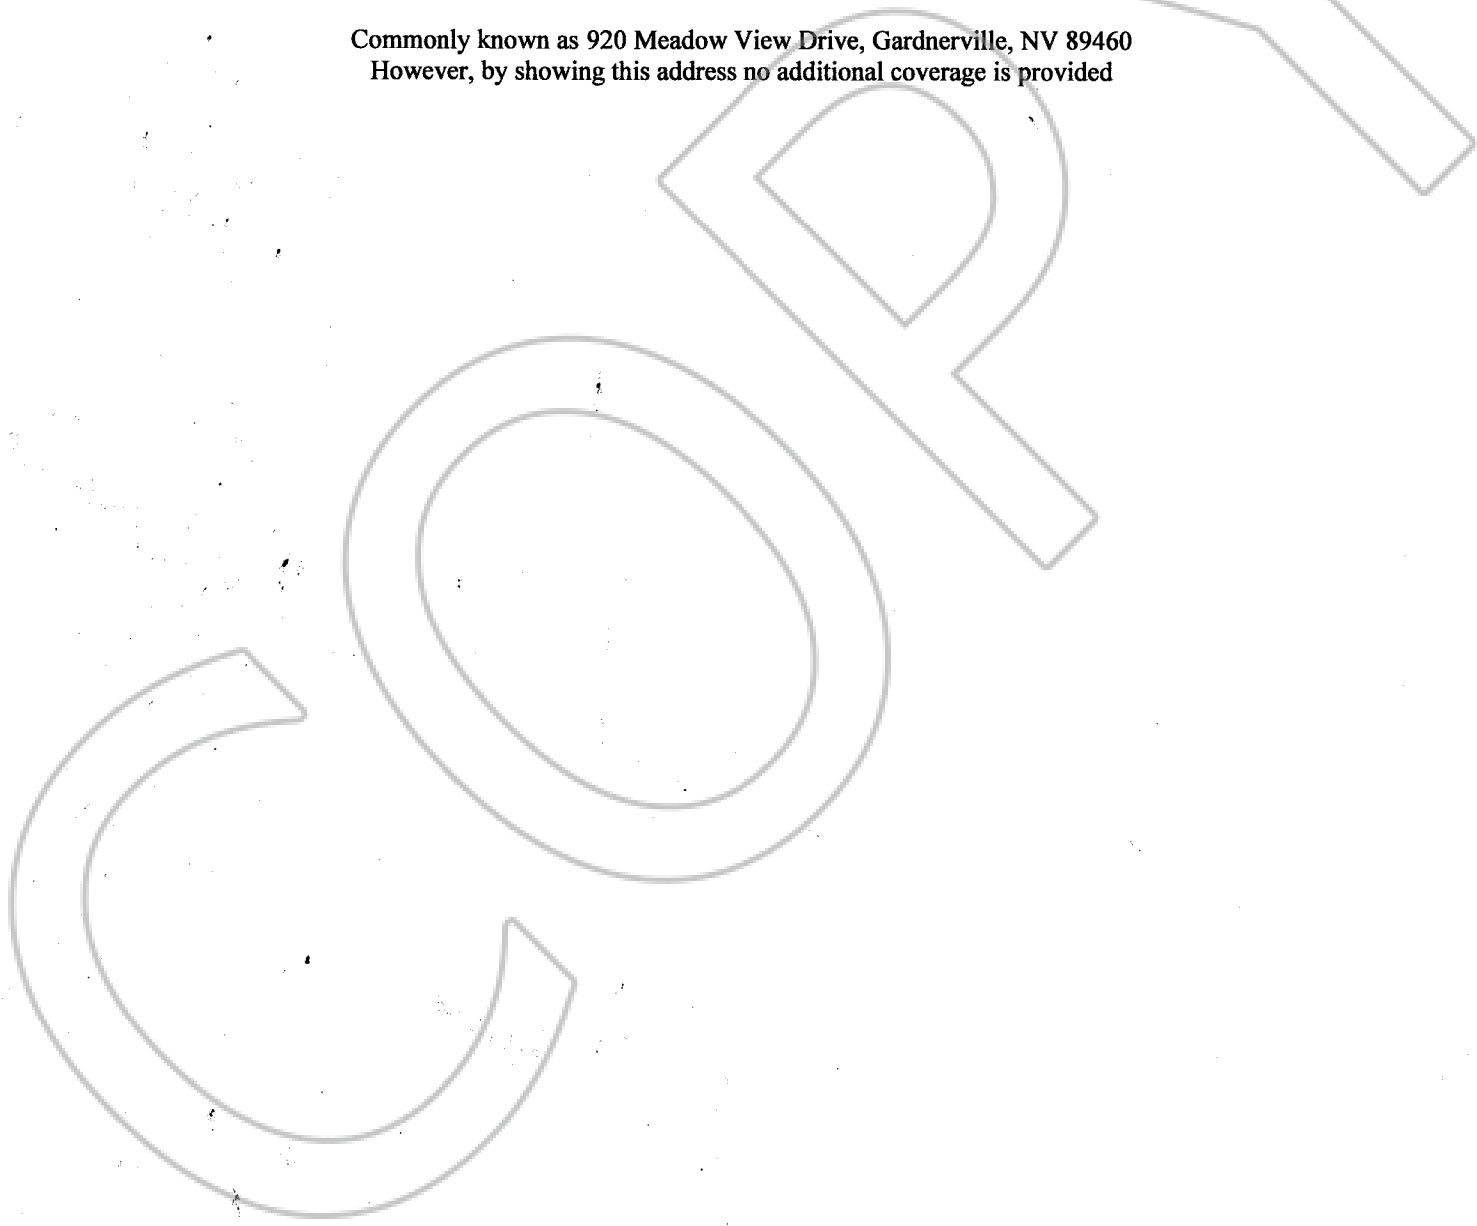 Commonly known as 920 Meadow View Drive, Gardnerville, NV 89460
However, by showing this address no additional coverage is provided
COPY